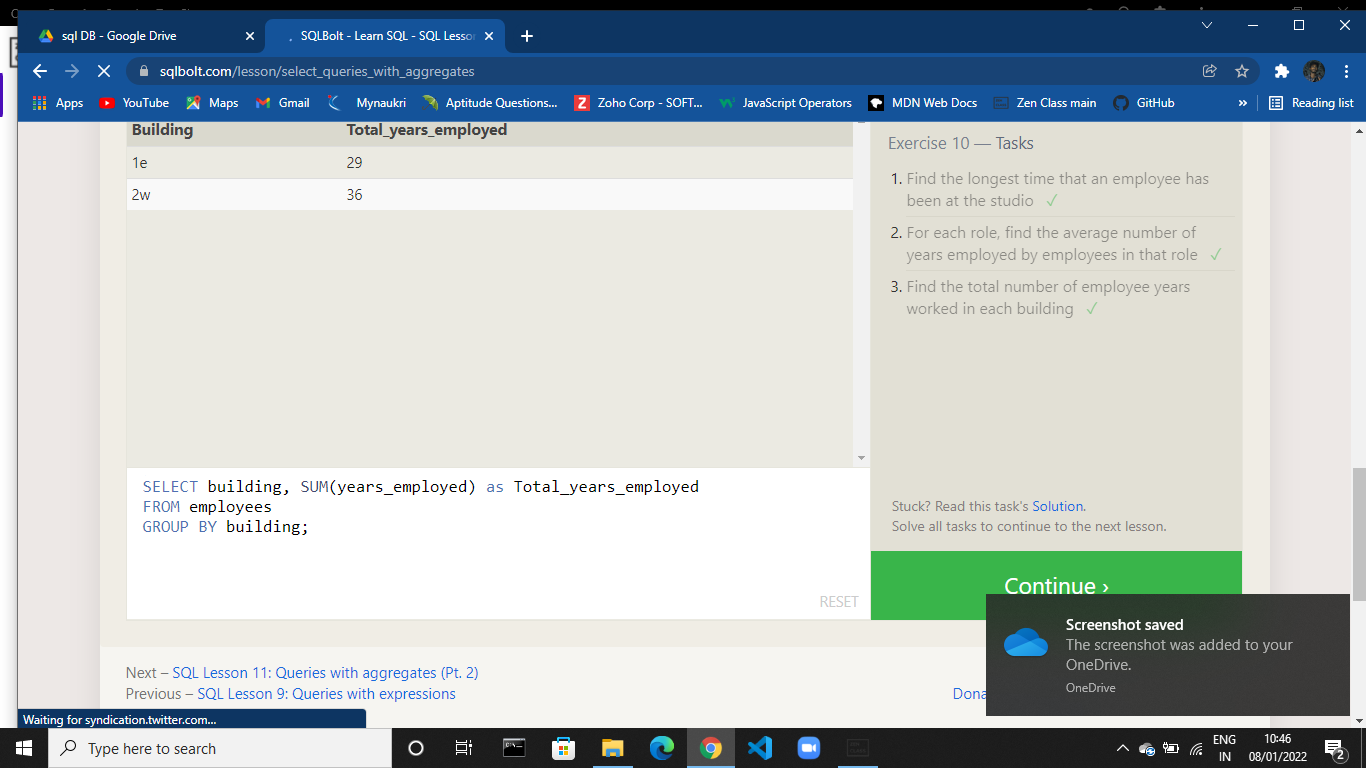 sql DB - Google Drive
SQLBolt - Learn SQL - SQL Lesson
sqlbolt.com/lesson/select_queries_with_aggregates
Apps YouTube Maps Gmail Mynaukri Aptitude Questions... Zoho Corp - SOFT... JavaScript Operators MDN Web Docs Zen Class main GitHub » Reading list
Building Total_years_employed
1e 29
2w 36
Exercise 10 — Tasks
1. Find the longest time that an employee has
been at the studio ✓
2. For each role, find the average number of
years employed by employees in that role ✓
3. Find the total number of employee years
worked in each building ✓
SELECT building, SUM(years_employed) as Total_years_employed
FROM employees
GROUP BY building;
RESET
Stuck? Read this task's Solution.
Solve all tasks to continue to the next lesson.
Continue ›
Screenshot saved
The screenshot was added to your
OneDrive.
OneDrive
Next – SQL Lesson 11: Queries with aggregates (Pt. 2)
Previous – SQL Lesson 9: Queries with expressions
Dona
Waiting for syndication.twitter.com...
Type here to search
ENG
IN
10:46
08/01/2022
2